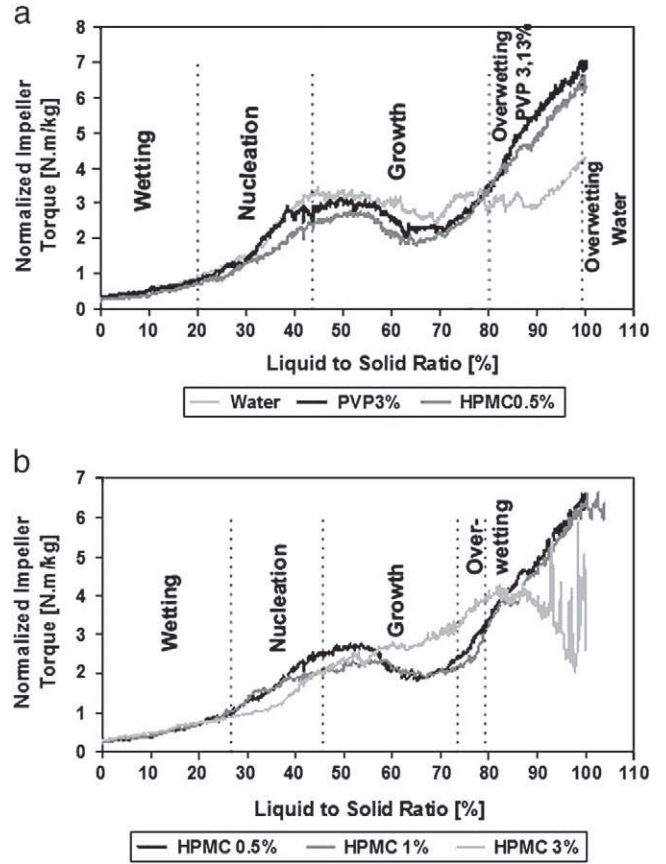 a
Normalized Impeller
Torque [N.m/kg]
8
7
6
5
4
3
2
1
0
Wetting
Nucleation
Growth
Overwetting
PVP 3,13%
Overwetting
Water
0 10 20 30 40 50 60 70 80 90 100 110
Liquid to Solid Ratio [%]
Water PVP3% HPMC0.5%
b
Normalized Impeller
Torque [N.m/kg]
7
6
5
4
3
2
1
0
Wetting
Nucleation
Growth
Over-
wetting
0 10 20 30 40 50 60 70 80 90 100 110
Liquid to Solid Ratio [%]
HPMC 0.5% HPMC 1% HPMC 3%